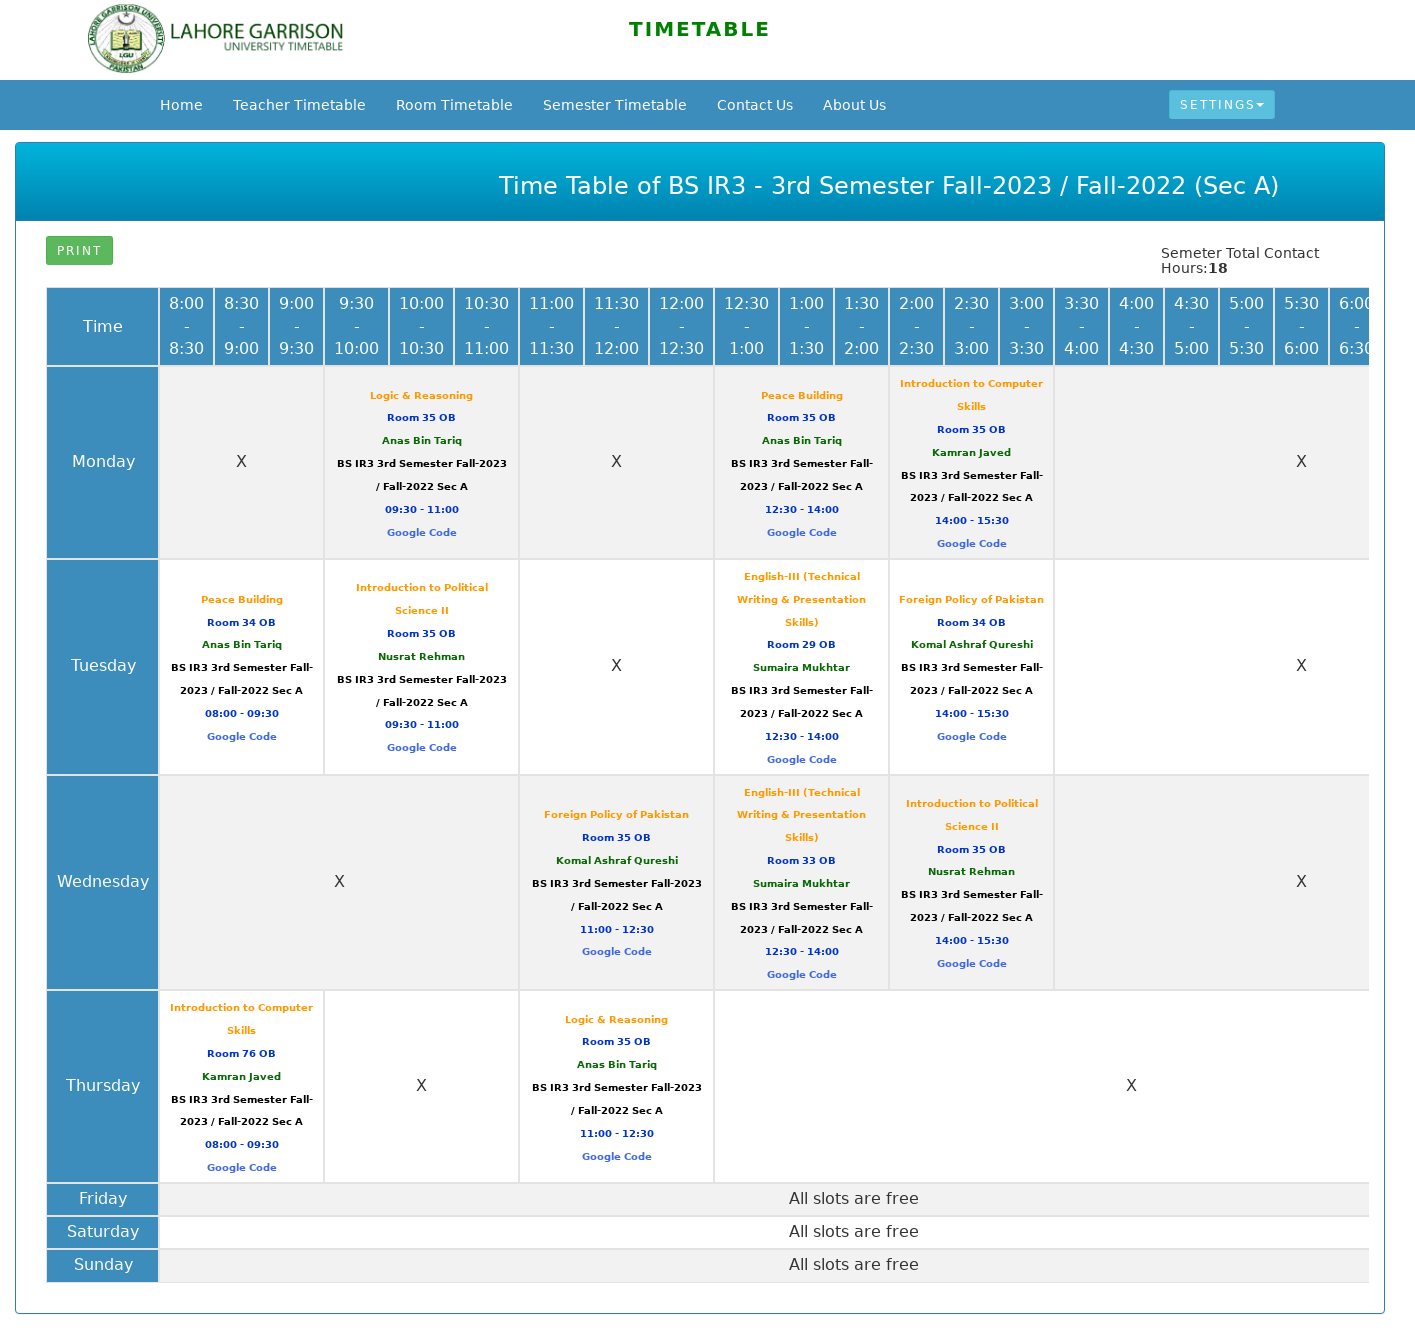 LAHORE GARRISON
UNIVERSITY TIMETABLE
TIMETABLE
Home Teacher Timetable Room Timetable Semester Timetable Contact Us About Us SETTINGS
Time Table of BS IR3 - 3rd Semester Fall-2023 / Fall-2022 (Sec A)
PRINT
Semeter Total Contact
Hours:18
Time
8:00 - 8:30
8:30 - 9:00
9:00 - 9:30
9:30 - 10:00
10:00 - 10:30
10:30 - 11:00
11:00 - 11:30
11:30 - 12:00
12:00 - 12:30
12:30 - 1:00
1:00 - 1:30
1:30 - 2:00
2:00 - 2:30
2:30 - 3:00
3:00 - 3:30
3:30 - 4:00
4:00 - 4:30
4:30 - 5:00
5:00 - 5:30
5:30 - 6:00
6:00 - 6:30
Monday
X
Logic & Reasoning
Room 35 OB
Anas Bin Tariq
BS IR3 3rd Semester Fall-2023
/ Fall-2022 Sec A
09:30 - 11:00
Google Code
X
Peace Building
Room 35 OB
Anas Bin Tariq
BS IR3 3rd Semester Fall-
2023 / Fall-2022 Sec A
12:30 - 14:00
Google Code
Introduction to Computer
Skills
Room 35 OB
Kamran Javed
BS IR3 3rd Semester Fall-
2023 / Fall-2022 Sec A
14:00 - 15:30
Google Code
X
Tuesday
Peace Building
Room 34 OB
Anas Bin Tariq
BS IR3 3rd Semester Fall-
2023 / Fall-2022 Sec A
08:00 - 09:30
Google Code
Introduction to Political
Science II
Room 35 OB
Nusrat Rehman
BS IR3 3rd Semester Fall-2023
/ Fall-2022 Sec A
09:30 - 11:00
Google Code
X
English-III (Technical
Writing & Presentation
Skills)
Room 29 OB
Sumaira Mukhtar
BS IR3 3rd Semester Fall-
2023 / Fall-2022 Sec A
12:30 - 14:00
Google Code
Foreign Policy of Pakistan
Room 34 OB
Komal Ashraf Qureshi
BS IR3 3rd Semester Fall-
2023 / Fall-2022 Sec A
14:00 - 15:30
Google Code
X
Wednesday
X
Foreign Policy of Pakistan
Room 35 OB
Komal Ashraf Qureshi
BS IR3 3rd Semester Fall-2023
/ Fall-2022 Sec A
11:00 - 12:30
Google Code
English-III (Technical
Writing & Presentation
Skills)
Room 33 OB
Sumaira Mukhtar
BS IR3 3rd Semester Fall-
2023 / Fall-2022 Sec A
12:30 - 14:00
Google Code
Introduction to Political
Science II
Room 35 OB
Nusrat Rehman
BS IR3 3rd Semester Fall-
2023 / Fall-2022 Sec A
14:00 - 15:30
Google Code
X
Thursday
Introduction to Computer
Skills
Room 76 OB
Kamran Javed
BS IR3 3rd Semester Fall-
2023 / Fall-2022 Sec A
08:00 - 09:30
Google Code
X
Logic & Reasoning
Room 35 OB
Anas Bin Tariq
BS IR3 3rd Semester Fall-2023
/ Fall-2022 Sec A
11:00 - 12:30
Google Code
X
Friday
All slots are free
Saturday
All slots are free
Sunday
All slots are free